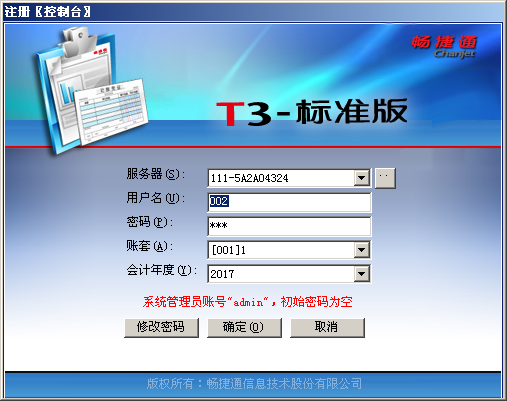 注册【控制台】
畅捷通
Chanjet
T3-标准版
服务器(S):
111-5A2A04324
..
用户名(U):
002
密码(P):
***
账套(A):
[001]1
会计年度(Y):
2017
系统管理员账号"admin"，初始密码为空
修改密码
确定(O)
取消
版权所有：畅捷通信息技术股份有限公司